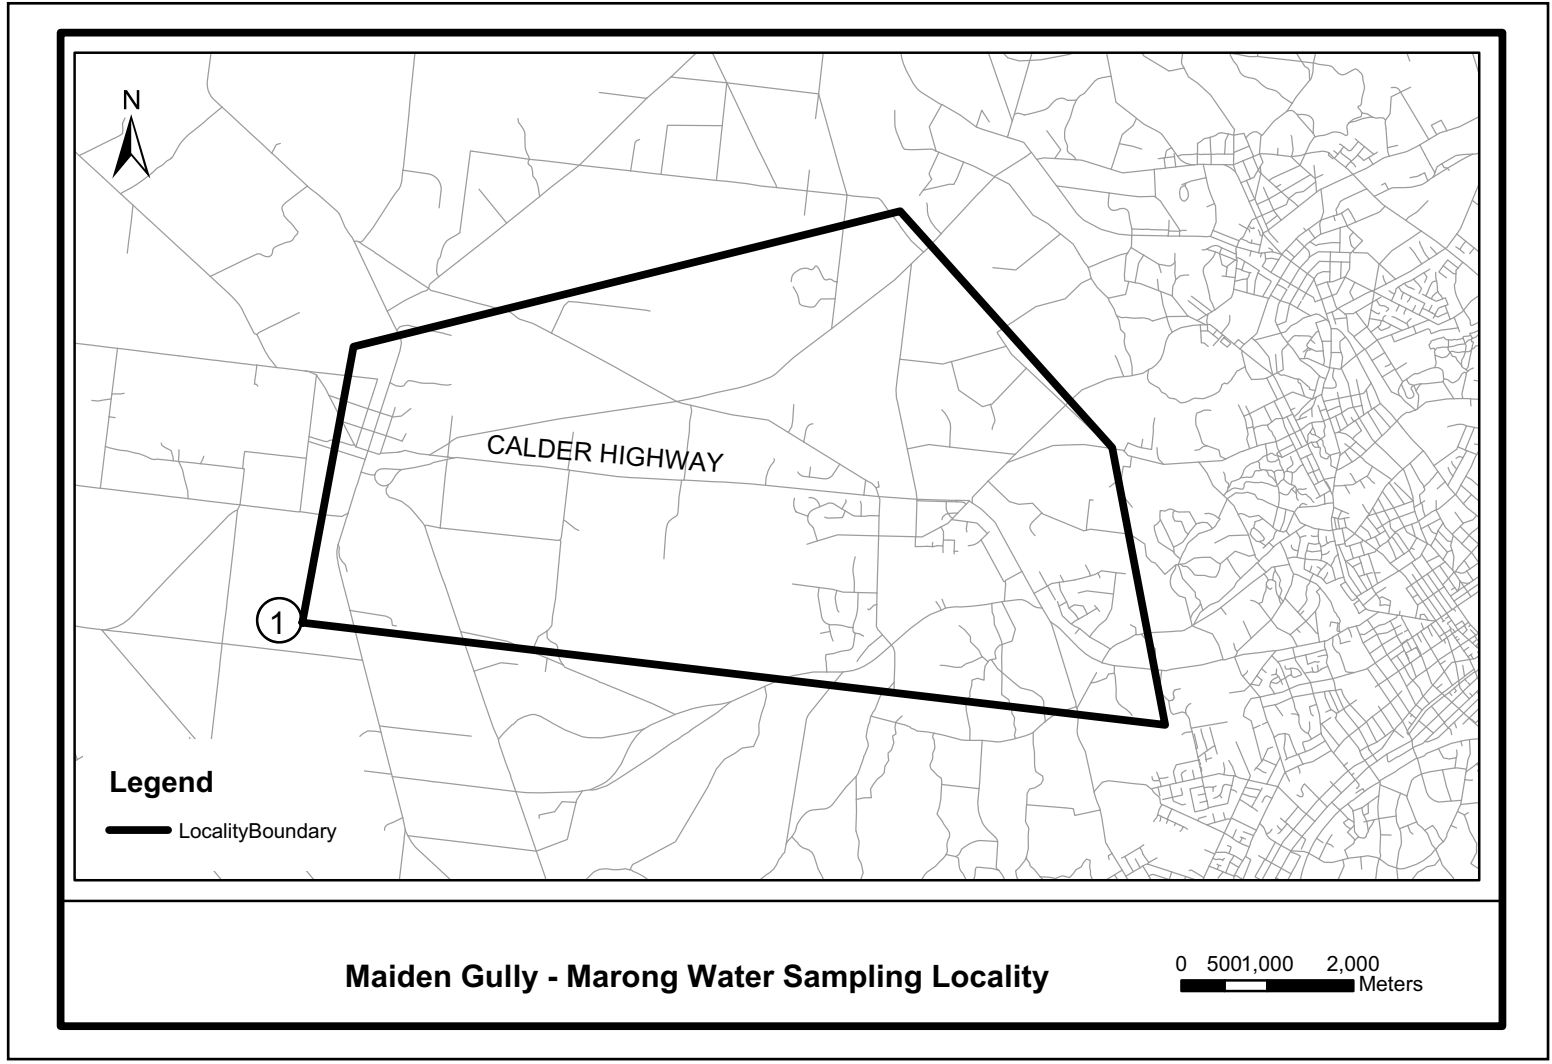 N
CALDER HIGHWAY
1
Legend
LocalityBoundary
Maiden Gully - Marong Water Sampling Locality
0 5001,000 2,000
Meters